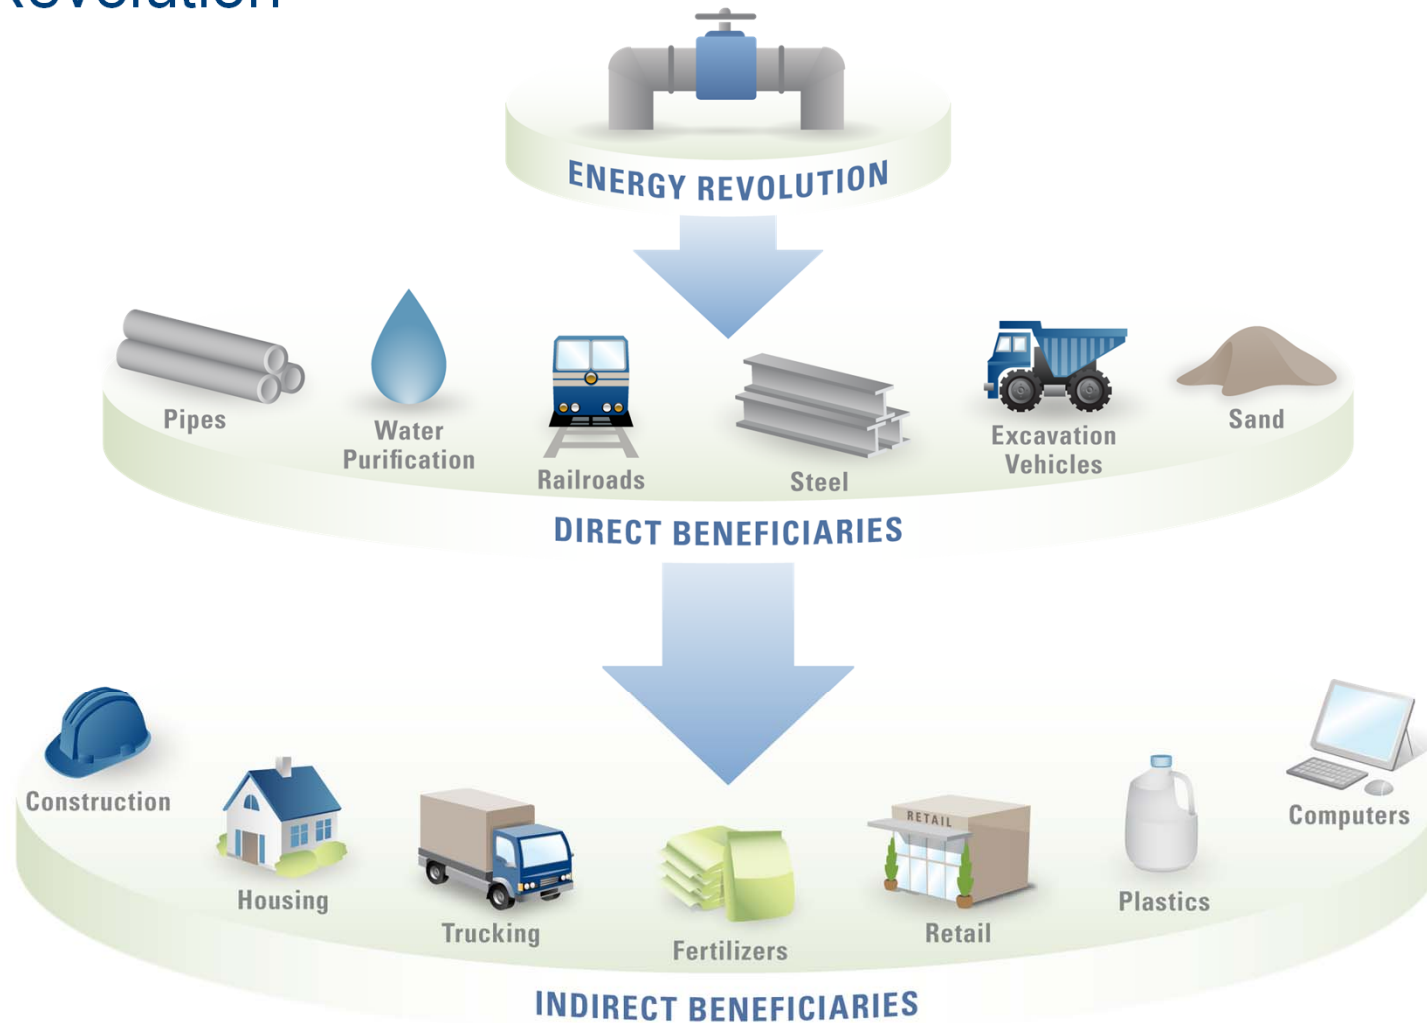 Revolution
ENERGY REVOLUTION
Pipes
Water
Purification
Railroads
Steel
Excavation
Vehicles
Sand
DIRECT BENEFICIARIES
Construction
Housing
Trucking
Fertilizers
RETAIL
Retail
Plastics
Computers
INDIRECT BENEFICIARIES